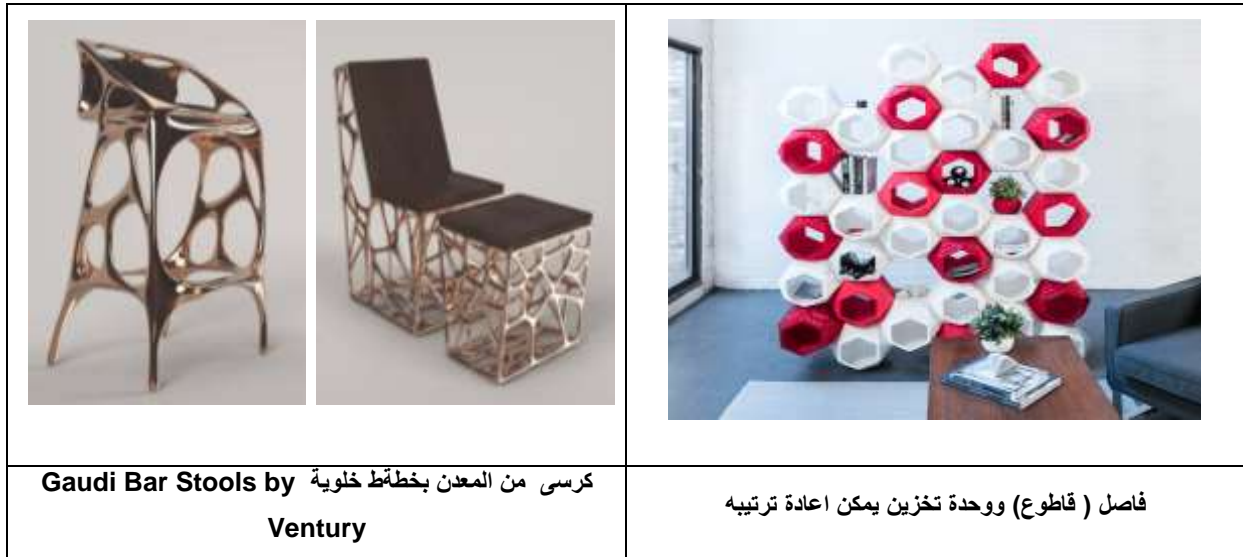 كرسى من المعدن بخطةط خلوية Gaudi Bar Stools by
Ventury
فاصل ( قاطوع) ووحدة تخزين يمكن اعادة ترتيبه